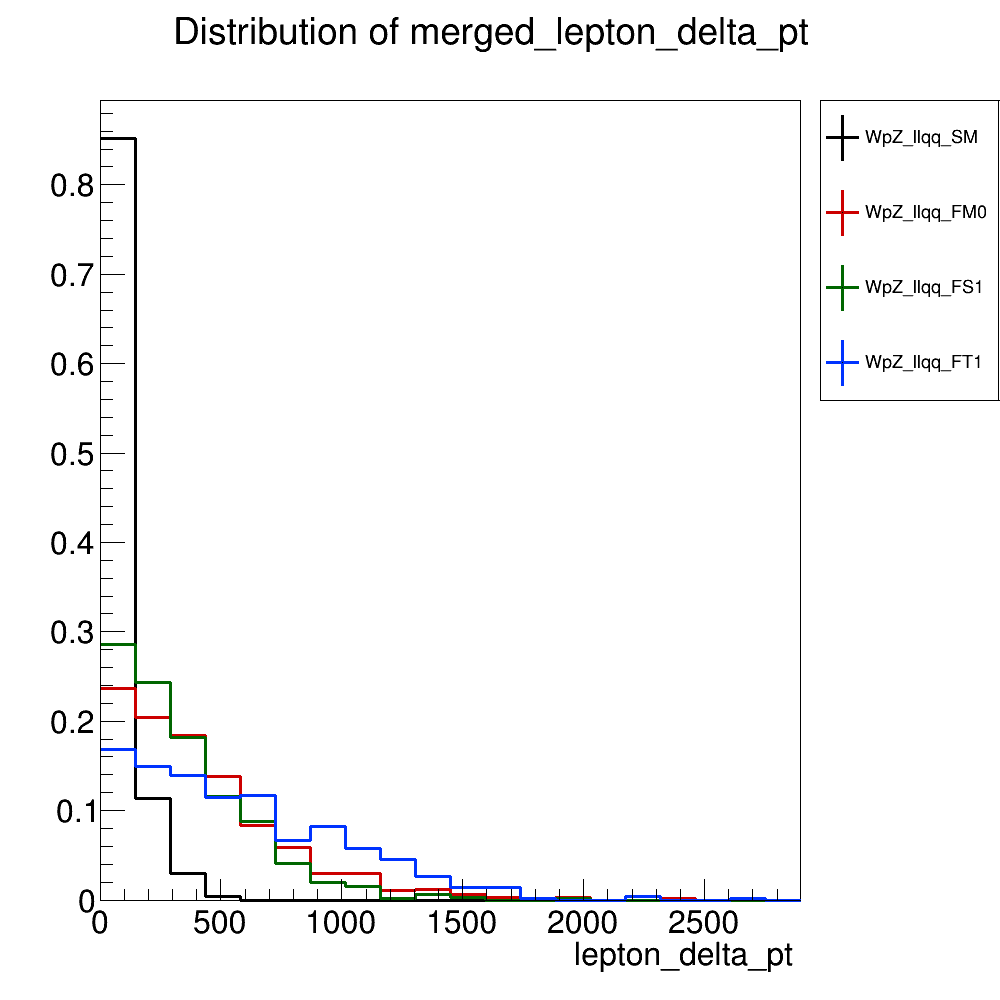 Distribution of merged_lepton_delta_pt
WpZ_llqq_SM
WpZ_llqq_FM0
WpZ_llqq_FS1
WpZ_llqq_FT1
0.8
0.7
0.6
0.5
0.4
0.3
0.2
0.1
0
0 500 1000 1500 2000 2500
lepton_delta_pt